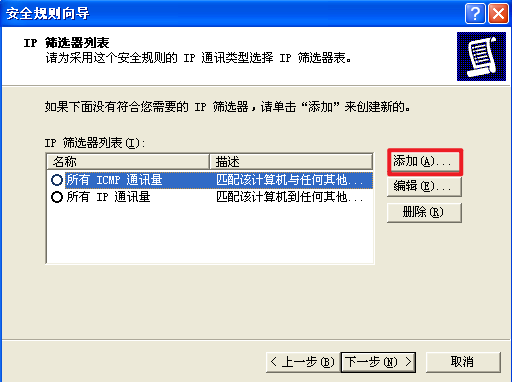 安全规则向导
IP 筛选器列表
请为采用这个安全规则的 IP 通讯类型选择 IP 筛选器表。
如果下面没有符合您需要的 IP 筛选器，请单击“添加”来创建新的。
IP 筛选器列表(I):
名称 描述
所有 ICMP 通讯量 匹配该计算机与任何其他...
所有 IP 通讯量 匹配该计算机到任何其他...
添加(A)...
编辑(E)...
删除(R)
< 上一步(B) 下一步(N) > 取消